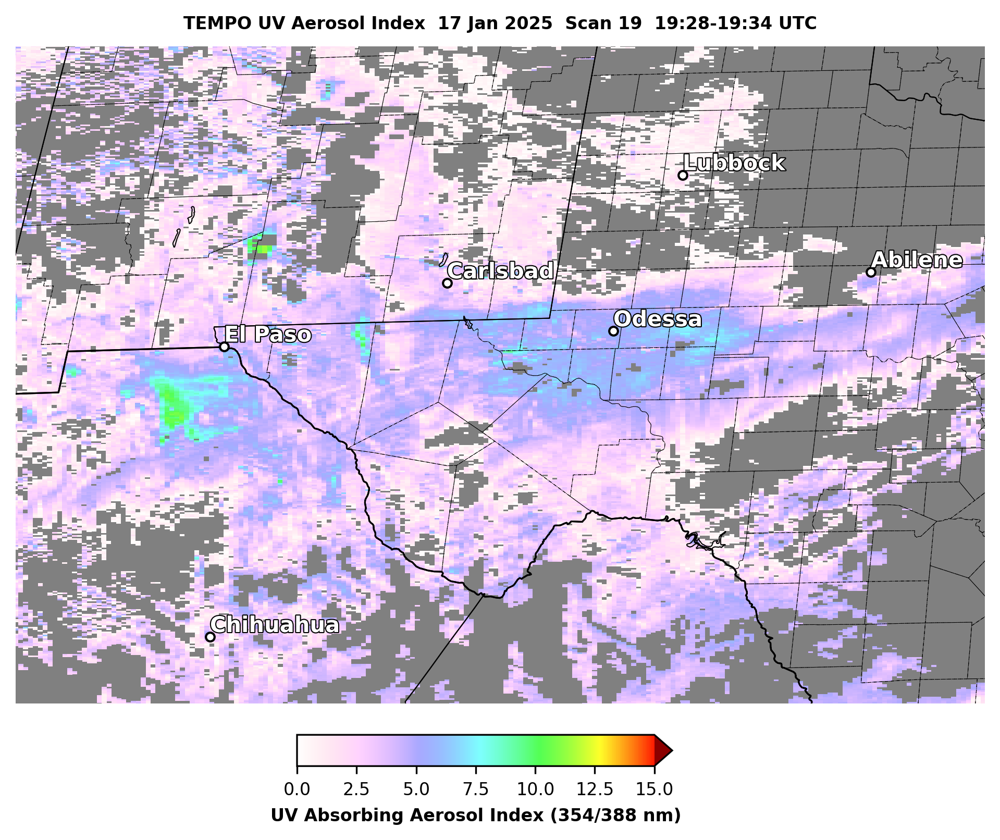 TEMPO UV Aerosol Index  17 Jan 2025  Scan 19  19:28-19:34 UTC
Lubbock
Abilene
Carlsbad
Odessa
El Paso
Chihuahua
0.0 2.5 5.0 7.5 10.0 12.5 15.0
UV Absorbing Aerosol Index (354/388 nm)